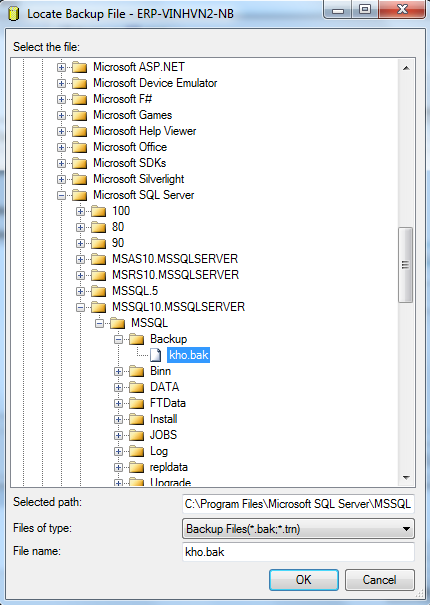 Locate Backup File - ERP-VINHVN2-NB
Select the file:
Microsoft ASP.NET
Microsoft Device Emulator
Microsoft F#
Microsoft Games
Microsoft Help Viewer
Microsoft Office
Microsoft SDKs
Microsoft Silverlight
Microsoft SQL Server
100
80
90
MSAS10.MSSQLSERVER
MSRS10.MSSQLSERVER
MSSQL.5
MSSQL10.MSSQLSERVER
MSSQL
Backup
kho.bak
Binn
DATA
FTData
Install
JOBS
Log
repldata
Upgrade
Selected path: C:\Program Files\Microsoft SQL Server\MSSQL
Files of type: Backup Files(*.bak;*.trn)
File name: kho.bak
OK Cancel